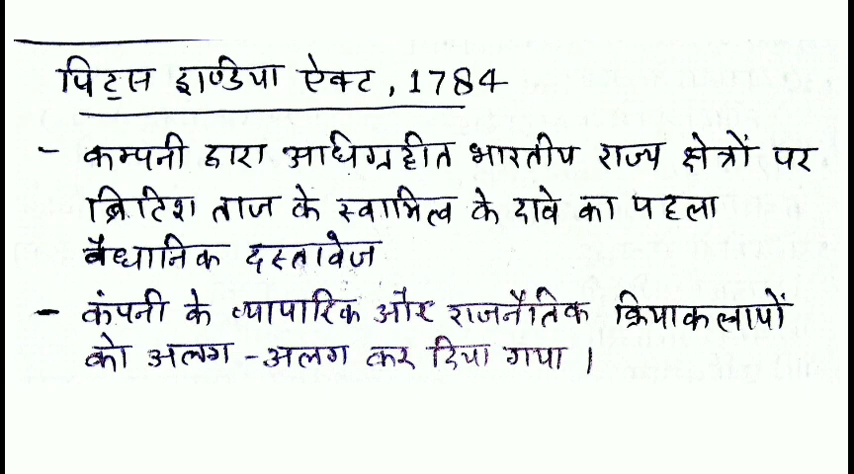 पिट्स इण्डिया ऐक्ट, 1784
- कम्पनी द्वारा अधिग्रहीत भारतीय राज्य क्षेत्रों पर
ब्रिटिश ताज के स्वामित्व के दावे का पहला
वैधानिक दस्तावेज
- कंपनी के व्यापारिक और राजनैतिक क्रियाकलापों
को अलग-अलग कर दिया गया।